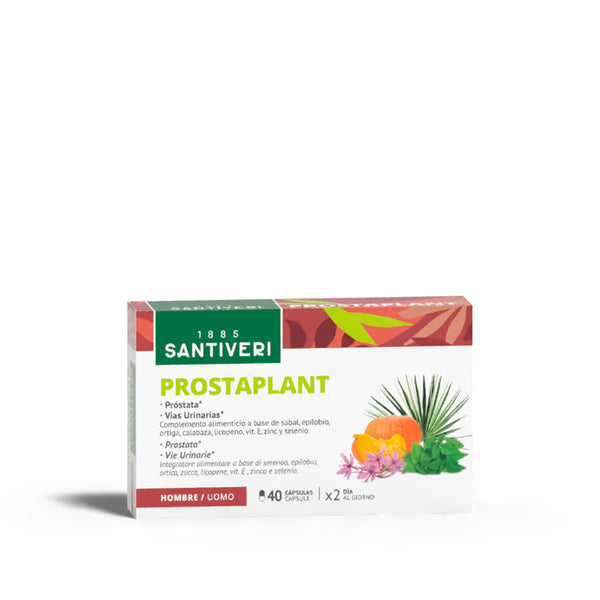 PROSTAPLANT
1885
SANTIVERI
PROSTAPLANT
• Próstata*
• Vías Urinarias*
Complemento alimenticio a base de sabal, epilobio,
ortiga, calabaza, licopeno, vit. E, zinc y selenio.
• Prostata*
• Vie Urinarie*
Integratore alimentare a base di serenoa, epilobio,
ortica, zucca, licopene, vit. E, zinco e selenio.
HOMBRE / UOMO
40 CÁPSULAS
CAPSULE
x2 DÍA
AL GIORNO